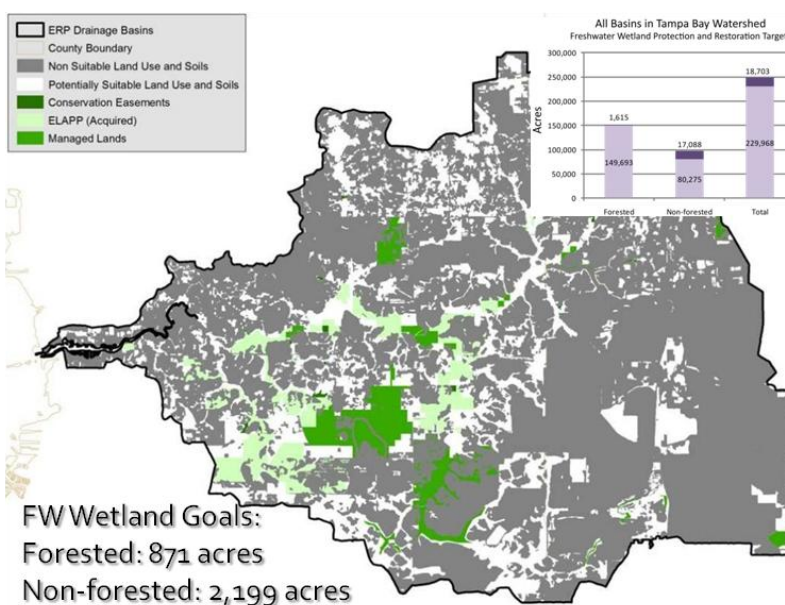 ERP Drainage Basins
County Boundary
Non Suitable Land Use and Soils
Potentially Suitable Land Use and Soils
Conservation Easements
ELAPP (Acquired)
Managed Lands
All Basins in Tampa Bay Watershed
Freshwater Wetland Protection and Restoration Target
300,000
250,000
200,000
150,000
100,000
50,000
0
Acres
1,615
149,693
17,088
80,275
18,703
229,968
Forested
Non-forested
Total
FW Wetland Goals:
Forested: 871 acres
Non-forested: 2,199 acres